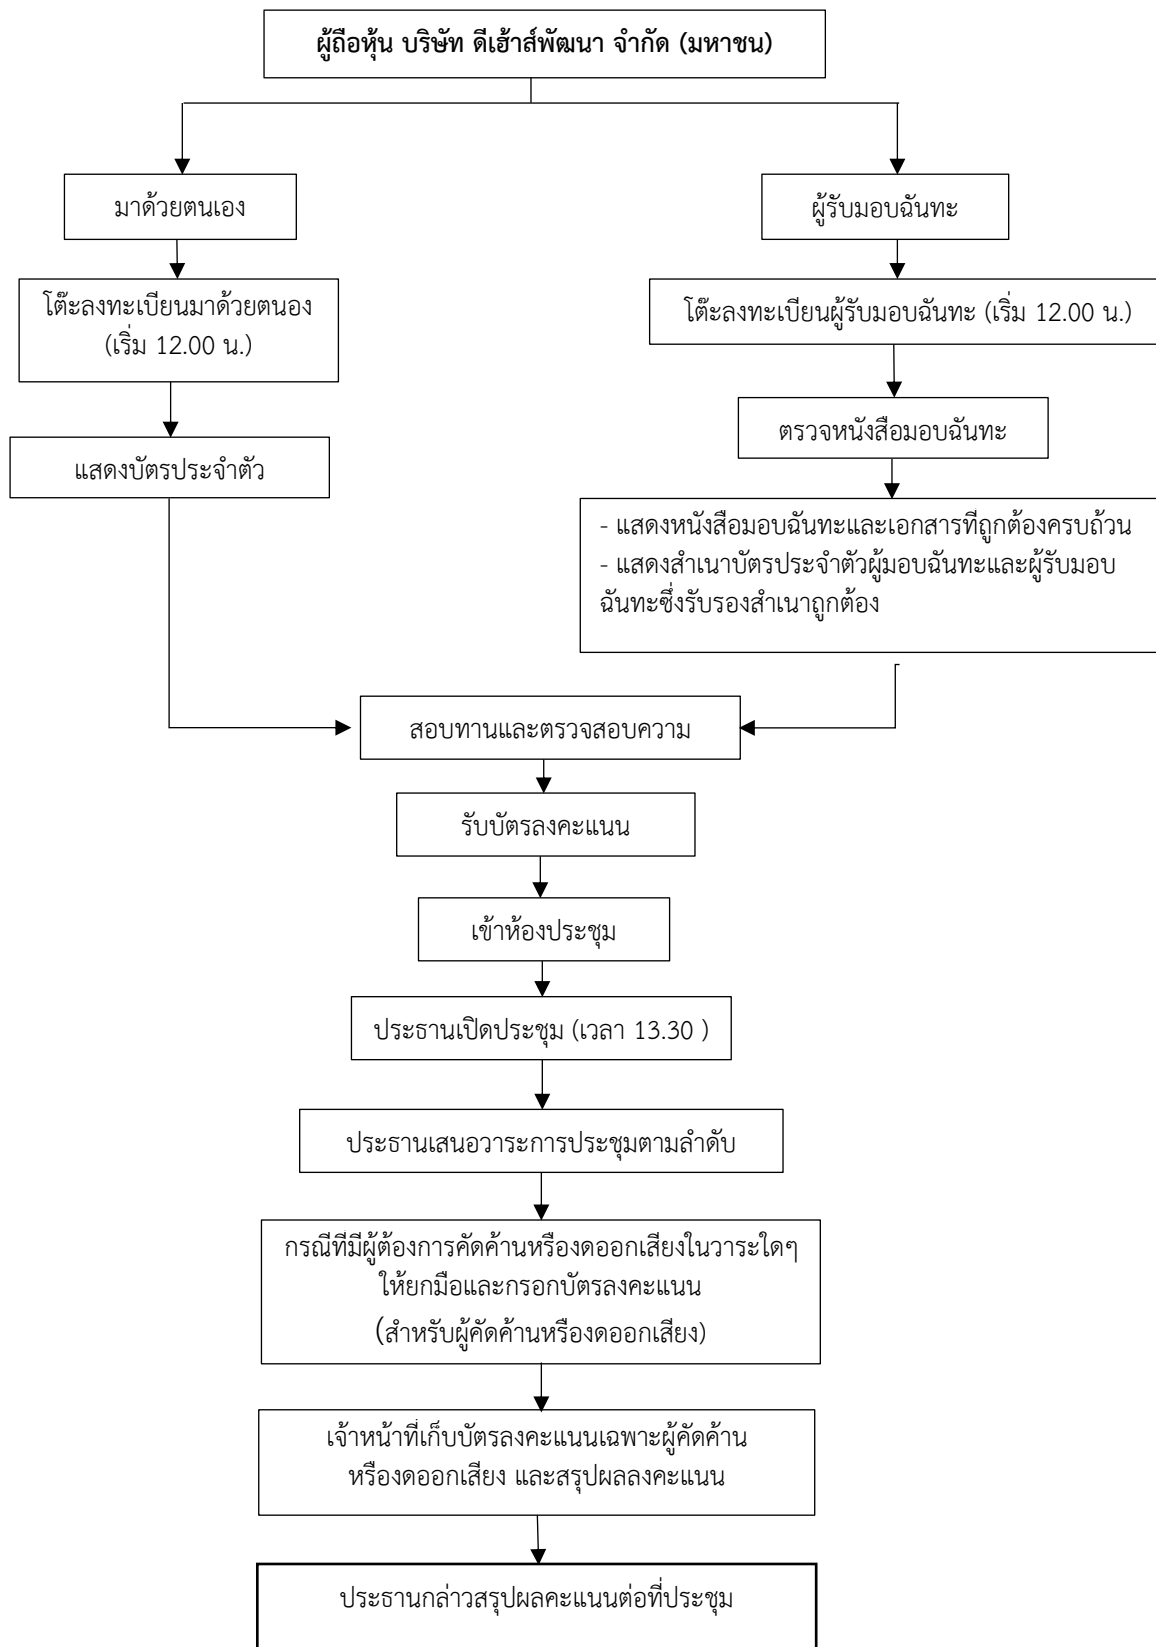 ผู้ถือหุ้น บริษัท ดีเฮ้าส์พัฒนา จำกัด (มหาชน)
มาด้วยตนเอง
ผู้รับมอบฉันทะ
โต๊ะลงทะเบียนมาด้วยตนอง
(เริ่ม 12.00 น.)
โต๊ะลงทะเบียนผู้รับมอบฉันทะ (เริ่ม 12.00 น.)
ตรวจหนังสือมอบฉันทะ
แสดงบัตรประจำตัว
- แสดงหนังสือมอบฉันทะและเอกสารที่ถูกต้องครบถ้วน
- แสดงสำเนาบัตรประจำตัวผู้มอบฉันทะและผู้รับมอบ
ฉันทะซึ่งรับรองสำเนาถูกต้อง
สอบทานและตรวจสอบความ
รับบัตรลงคะแนน
เข้าห้องประชุม
ประธานเปิดประชุม (เวลา 13.30 )
ประธานเสนอวาระการประชุมตามลำดับ
กรณีที่มีผู้ต้องการคัดค้านหรืองดออกเสียงในวาระใดๆ
ให้ยกมือและกรอกบัตรลงคะแนน
(สำหรับผู้คัดค้านหรืองดออกเสียง)
เจ้าหน้าที่เก็บบัตรลงคะแนนเฉพาะผู้คัดค้าน
หรืองดออกเสียง และสรุปผลลงคะแนน
ประธานกล่าวสรุปผลคะแนนต่อที่ประชุม